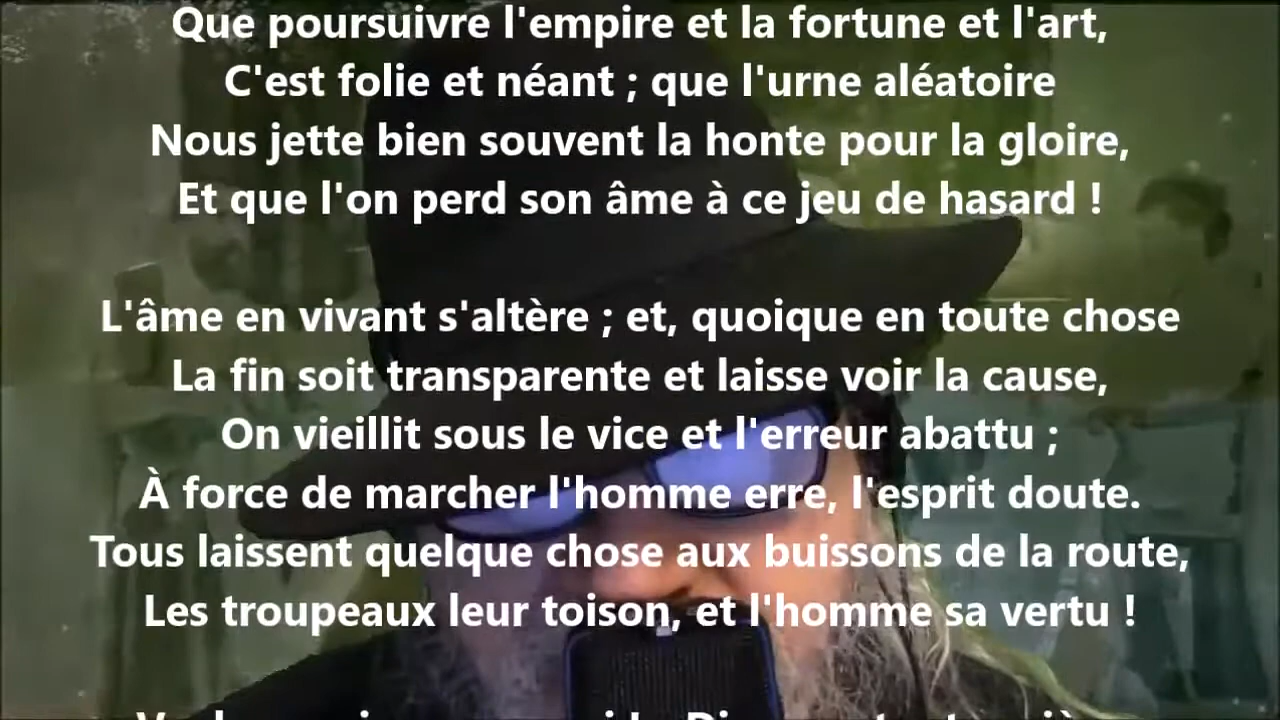 Que poursuivre l'empire et la fortune et l'art,
C'est folie et néant ; que l'urne aléatoire
Nous jette bien souvent la honte pour la gloire,
Et que l'on perd son âme à ce jeu de hasard !
L'âme en vivant s'altère ; et, quoique en toute chose
La fin soit transparente et laisse voir la cause,
On vieillit sous le vice et l'erreur abattu ;
À force de marcher l'homme erre, l'esprit doute.
Tous laissent quelque chose aux buissons de la route,
Les troupeaux leur toison, et l'homme sa vertu !